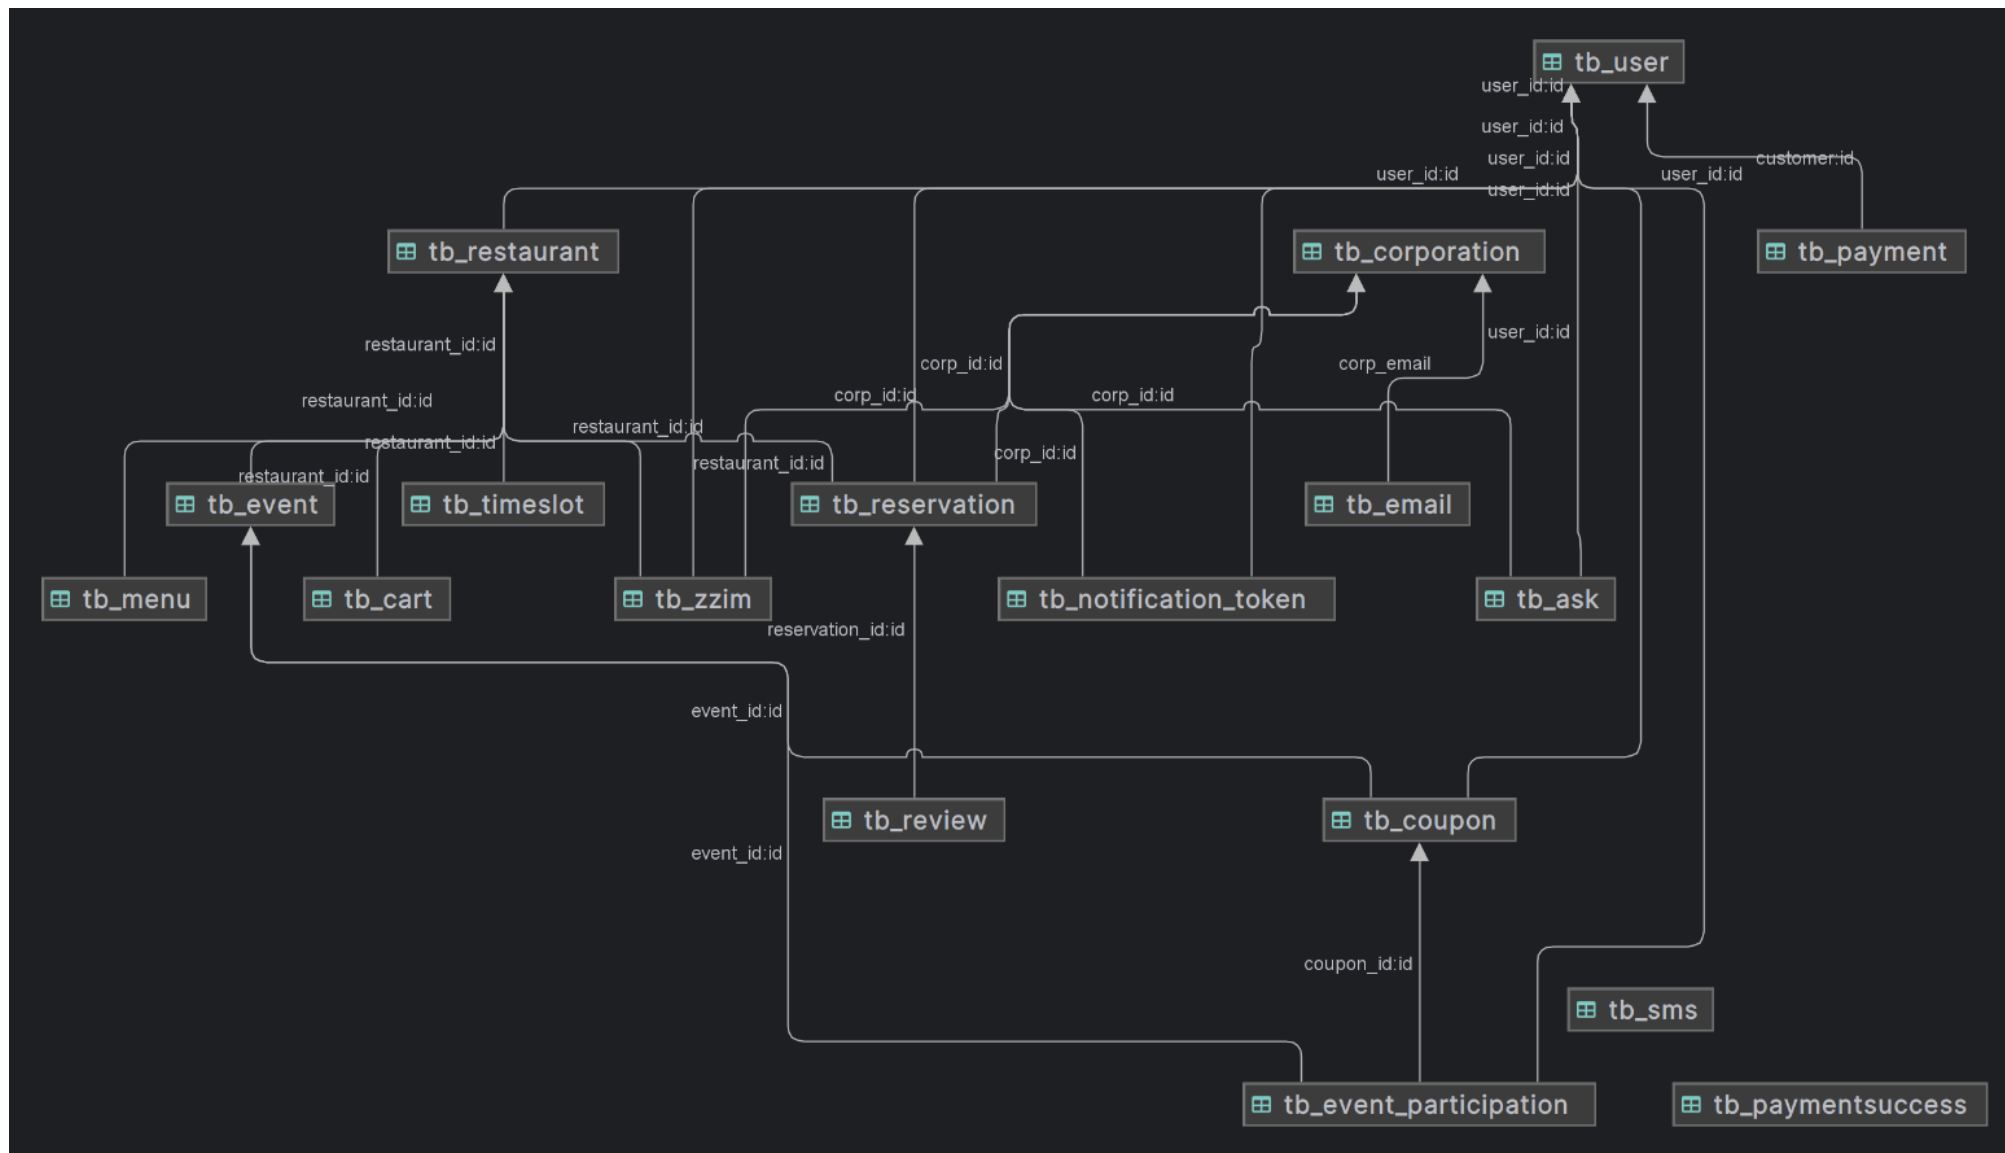 tb_user
user_id:id
user_id:id
user_id:id
customer:id
user_id:id
user_id:id
user_id:id
tb_restaurant
tb_corporation
tb_payment
user_id:id
restaurant_id:id
corp_id:id
corp_email
corp_id:id
corp_id:id
restaurant_id:id
restaurant_id:id
restaurant_id:id
corp_id:id
restaurant_id:id
restaurant_id:id
tb_event
tb_timeslot
tb_reservation
tb_email
tb_menu
tb_cart
tb_zzim
tb_notification_token
tb_ask
reservation_id:id
event_id:id
tb_review
tb_coupon
event_id:id
coupon_id:id
tb_sms
tb_event_participation
tb_paymentsuccess